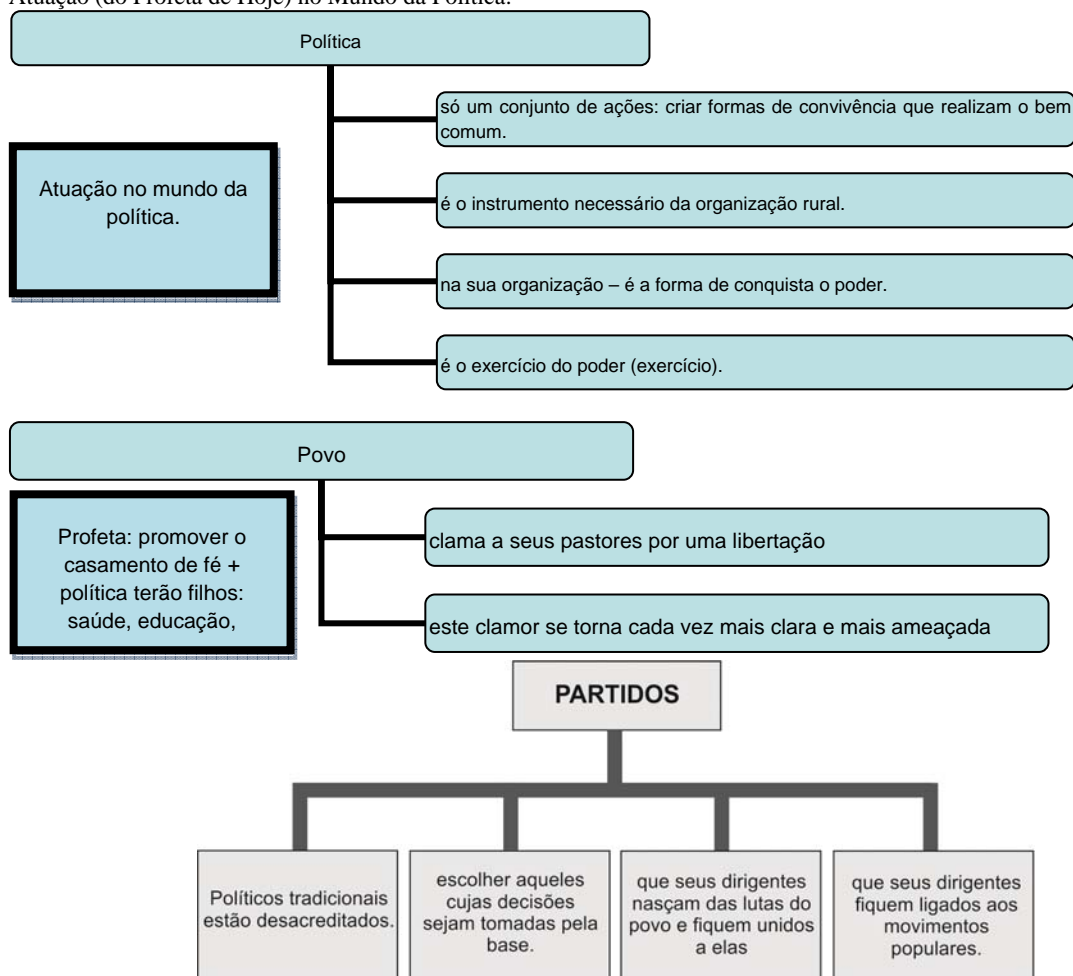 Atuação (do Profeta de Hoje) no Mundo da Política.
Política
só um conjunto de ações: criar formas de convivência que realizam o bem
comum.
Atuação no mundo da
política.
é o instrumento necessário da organização rural.
na sua organização – é a forma de conquista o poder.
é o exercício do poder (exercício).
Povo
Profeta: promover o
casamento de fé +
política terão filhos:
saúde, educação,
clama a seus pastores por uma libertação
este clamor se torna cada vez mais clara e mais ameaçada
PARTIDOS
Políticos tradicionais
estão desacreditados.
escolher aqueles
cujas decisões
sejam tomadas pela
base.
que seus dirigentes
nasçam das lutas do
povo e fiquem unidos
a elas
que seus dirigentes
fiquem ligados aos
movimentos
populares.